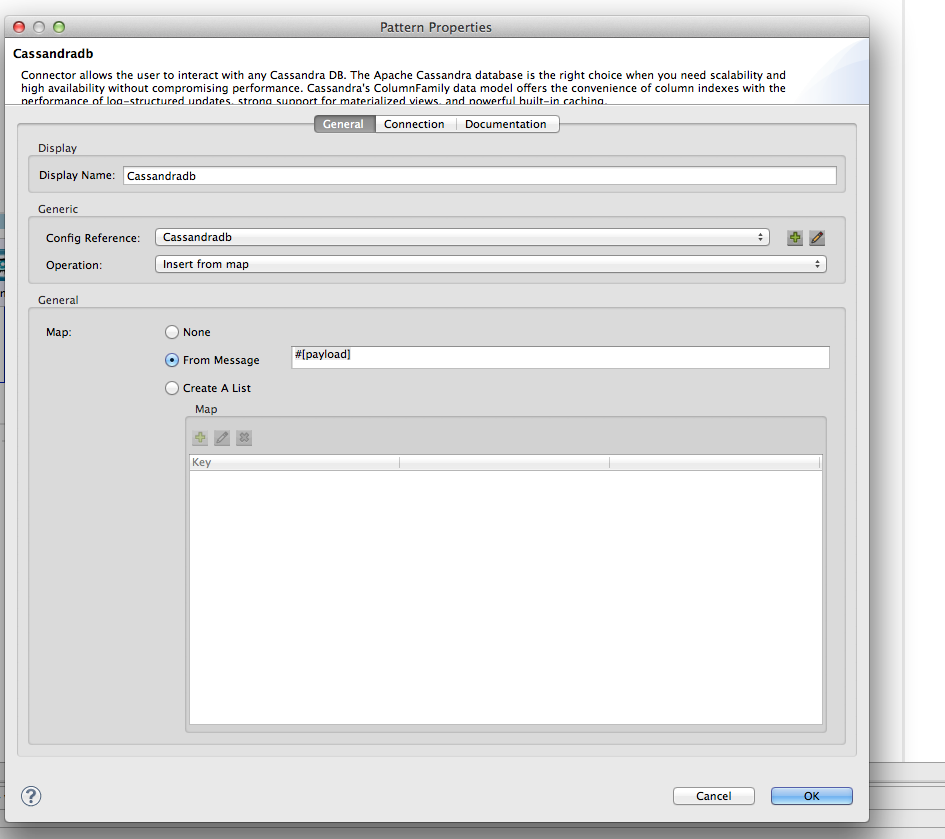 Pattern Properties
Cassandradb
Connector allows the user to interact with any Cassandra DB. The Apache Cassandra database is the right choice when you need scalability and
high availability without compromising performance. Cassandra's ColumnFamily data model offers the convenience of column indexes with the
performance of log-structured updates, strong support for materialized views, and powerful built-in caching.
General Connection Documentation
Display
Display Name: Cassandradb
Generic
Config Reference: Cassandradb
Operation: Insert from map
General
Map: None
From Message #[payload]
Create A List
Map
Key
? Cancel OK